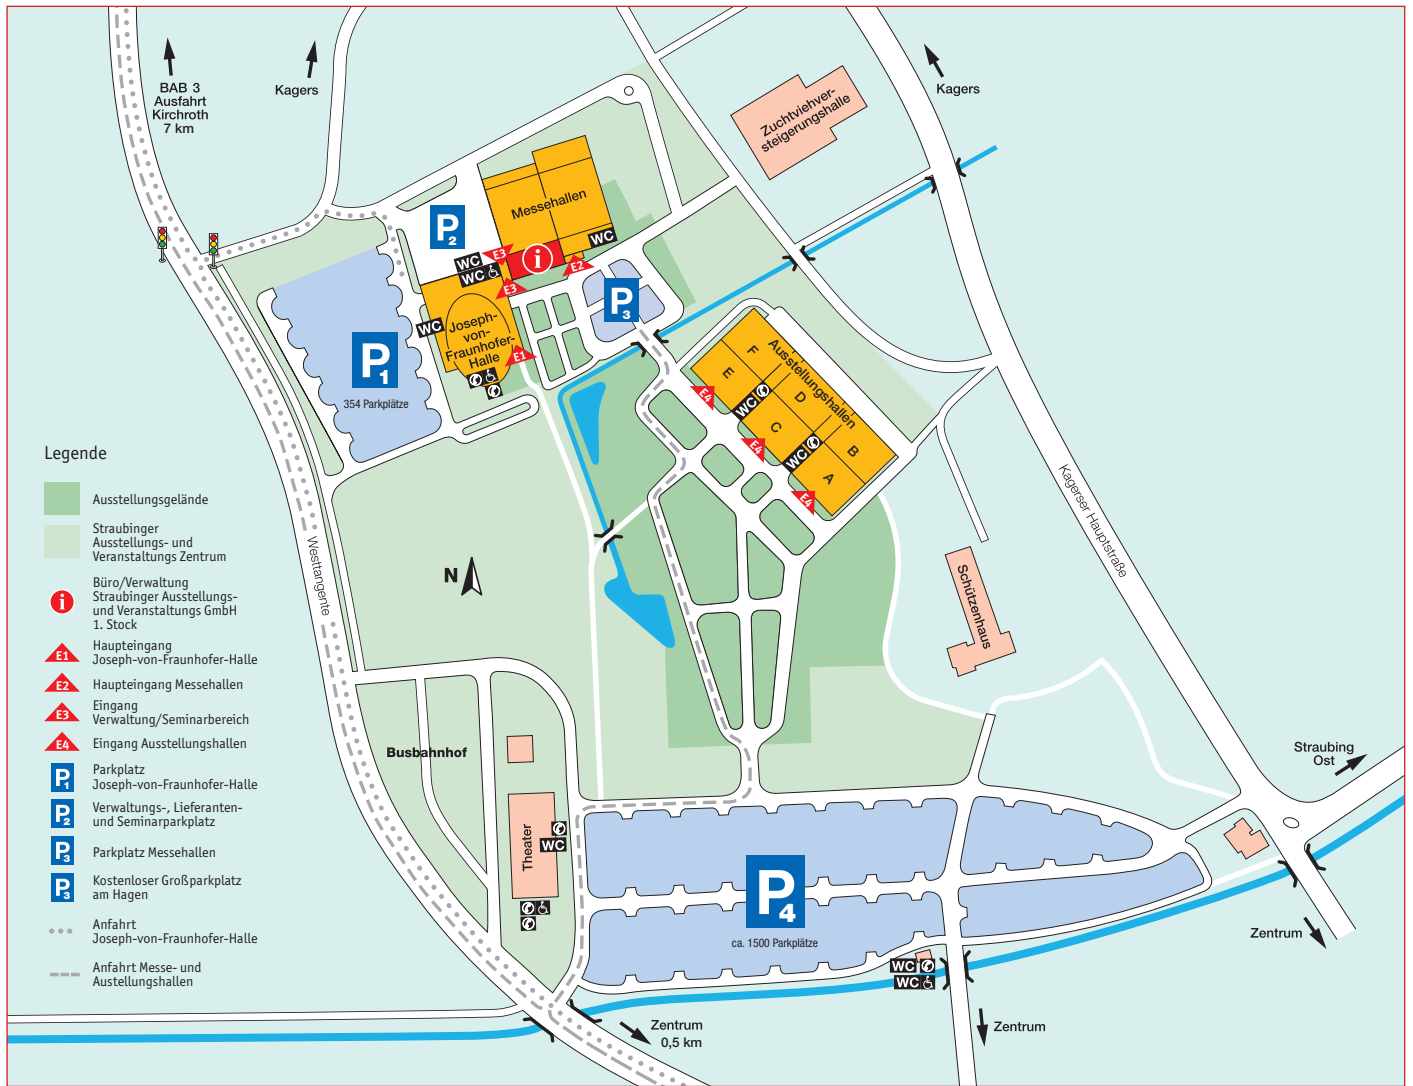 BAB 3
Ausfahrt
Kirchroth
7 km
Kagers
Kagers
Zuchtviehver-
steigerungshalle
Messehallen
P2
WC
WC
WC
E3
i
E2
E3
P3
WC
Joseph-
von-
Fraunhofer-
Halle
E1
P1
354 Parkplätze
Ausstellungshallen
F
E
D
C
B
A
WC
WC
E4
E4
E4
Kagerser Hauptstraße
Schützenhaus
Westtangente
N
Legende
Ausstellungsgelände
Straubinger
Ausstellungs- und
Veranstaltungs Zentrum
i
Büro/Verwaltung
Straubinger Ausstellungs-
und Veranstaltungs GmbH
1. Stock
E1
Haupteingang
Joseph-von-Fraunhofer-Halle
E2
Haupteingang Messehallen
E3
Eingang
Verwaltung/Seminarbereich
E4
Eingang Ausstellungshallen
P1
Parkplatz
Joseph-von-Fraunhofer-Halle
P2
Verwaltungs-, Lieferanten-
und Seminarparkplatz
P3
Parkplatz Messehallen
P3
Kostenloser Großparkplatz
am Hagen
Anfahrt
Joseph-von-Fraunhofer-Halle
Anfahrt Messe- und
Austellungshallen
Busbahnhof
Theater
WC
P4
ca. 1500 Parkplätze
WC
WC
Straubing
Ost
Zentrum
Zentrum
Zentrum
0,5 km